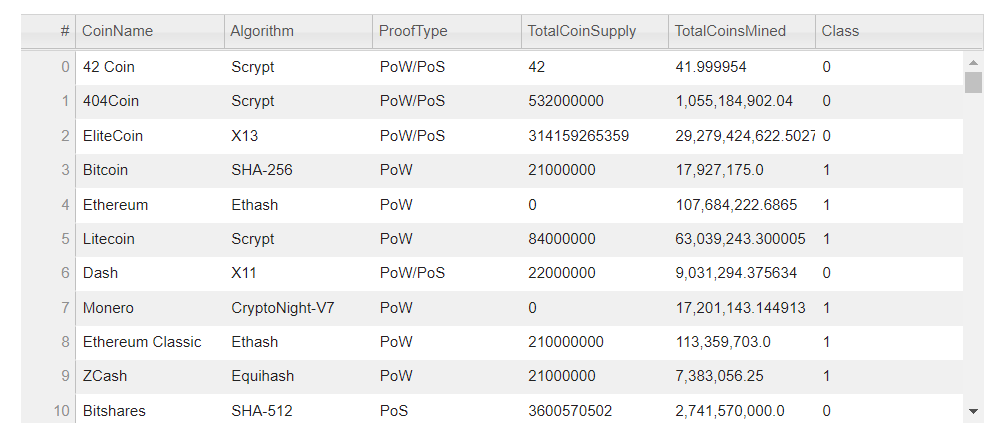 # CoinName Algorithm ProofType TotalCoinSupply TotalCoinsMined Class
0 42 Coin Scrypt PoW/PoS 42 41.999954 0
1 404Coin Scrypt PoW/PoS 532000000 1,055,184,902.04 0
2 EliteCoin X13 PoW/PoS 314159265359 29,279,424,622.5027 0
3 Bitcoin SHA-256 PoW 21000000 17,927,175.0 1
4 Ethereum Ethash PoW 0 107,684,222.6865 1
5 Litecoin Scrypt PoW 84000000 63,039,243.300005 1
6 Dash X11 PoW/PoS 22000000 9,031,294.375634 0
7 Monero CryptoNight-V7 PoW 0 17,201,143.144913 1
8 Ethereum Classic Ethash PoW 210000000 113,359,703.0 1
9 ZCash Equihash PoW 21000000 7,383,056.25 1
10 Bitshares SHA-512 PoS 3600570502 2,741,570,000.0 0